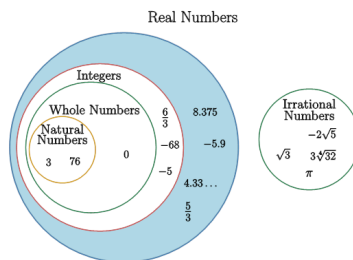 Real Numbers
Integers
Whole Numbers
Natural
Numbers
3 76
0
6/3
-68
-5
8.375
-5.9
4.33...
5/3
Irrational
Numbers
-2√5
√3 3∜32
π